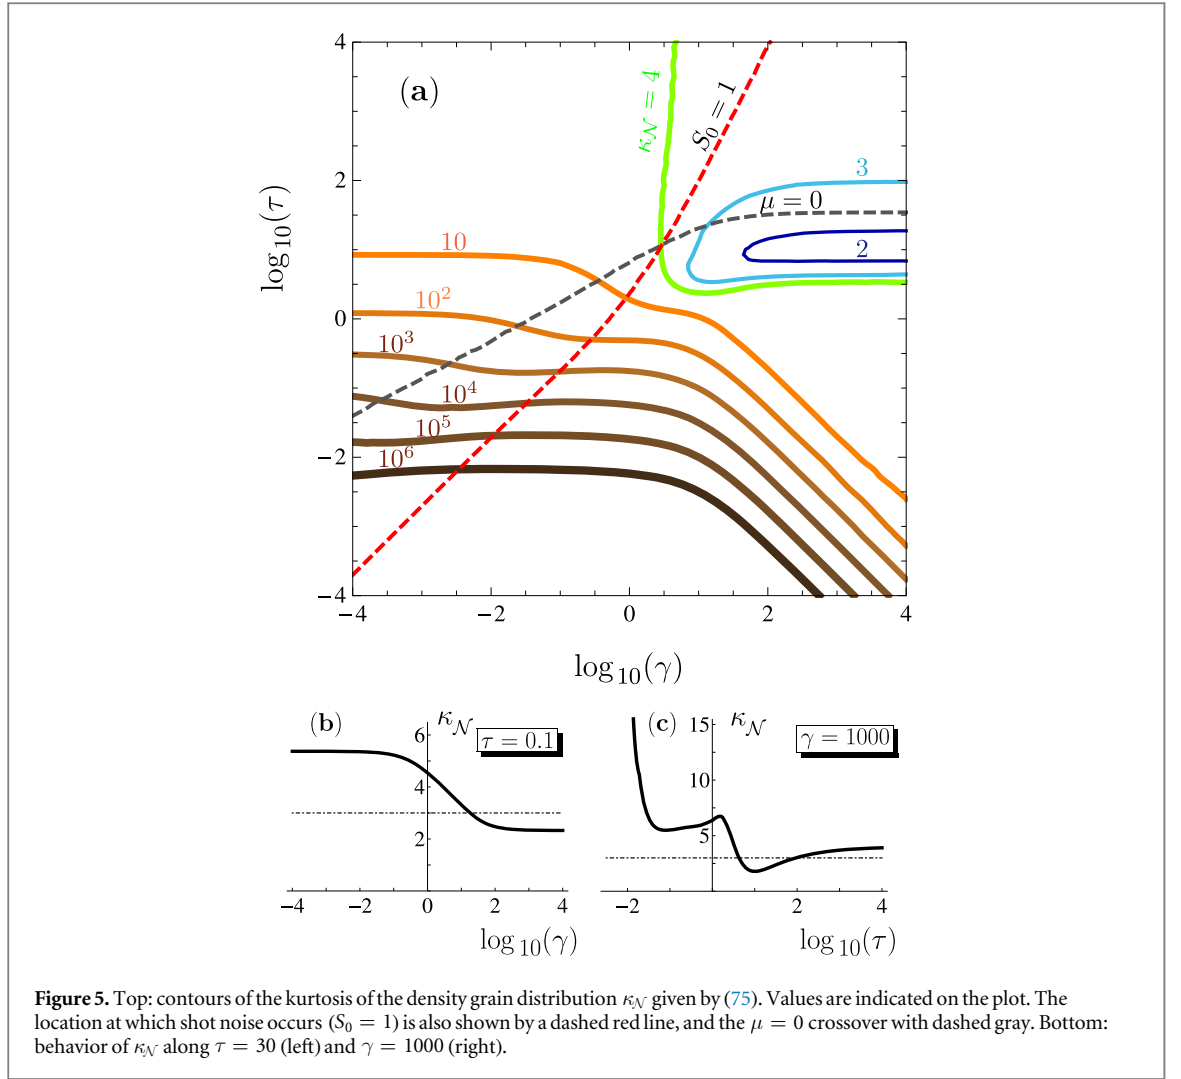 4
(a)
κ𝒩 = 4
S₀ = 1
2
3
μ = 0
log₁₀(τ)
10
2
10²
0
10³
10⁴
10⁵
−2
10⁶
−4
−4 −2 0 2 4
log₁₀(γ)
(b) κ𝒩 τ = 0.1
6
4
2
−4 −2 0 2 4
log₁₀(γ)
(c) 15 κ𝒩 γ = 1000
10
5
−2 2 4
log₁₀(τ)
Figure 5. Top: contours of the kurtosis of the density grain distribution κ𝒩 given by (75). Values are indicated on the plot. The
location at which shot noise occurs (S₀ = 1) is also shown by a dashed red line, and the μ = 0 crossover with dashed gray. Bottom:
behavior of κ𝒩 along τ = 30 (left) and γ = 1000 (right).